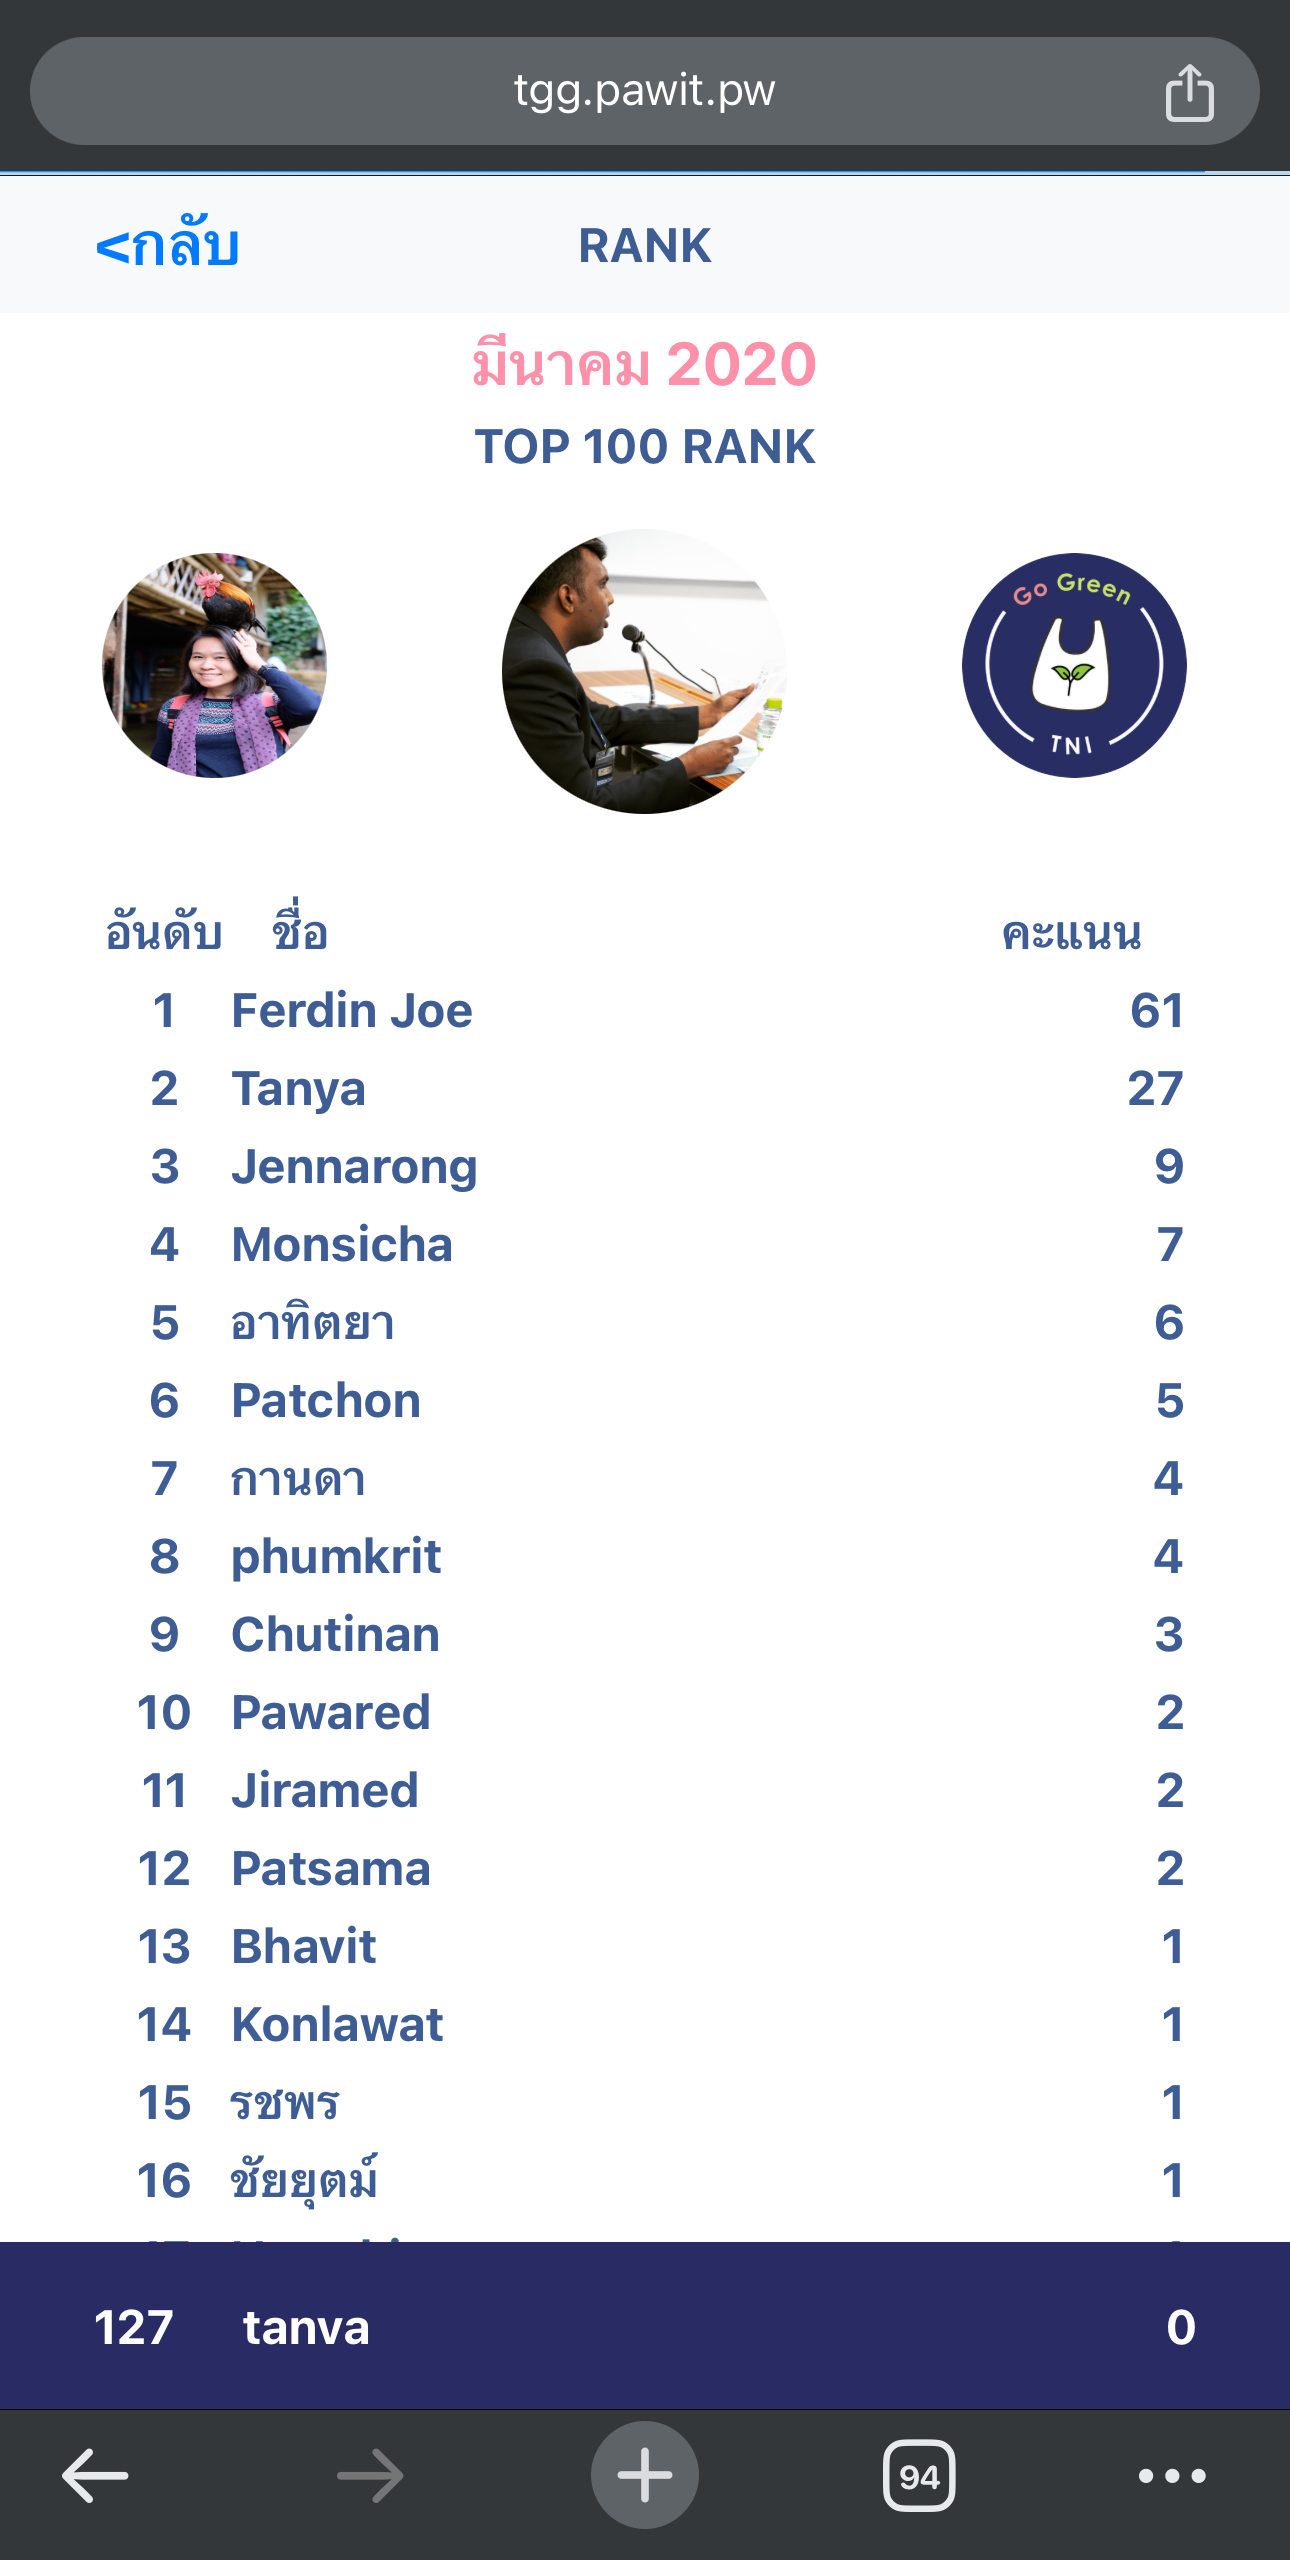 tgg.pawit.pw
<กลับ RANK
มีนาคม 2020
TOP 100 RANK
Go Green
TNI
อันดับ ชื่อ คะแนน
1 Ferdin Joe 61
2 Tanya 27
3 Jennarong 9
4 Monsicha 7
5 อาทิตยา 6
6 Patchon 5
7 กานดา 4
8 phumkrit 4
9 Chutinan 3
10 Pawared 2
11 Jiramed 2
12 Patsama 2
13 Bhavit 1
14 Konlawat 1
15 รชพร 1
16 ชัยยุตม์ 1
127 tanva 0
94